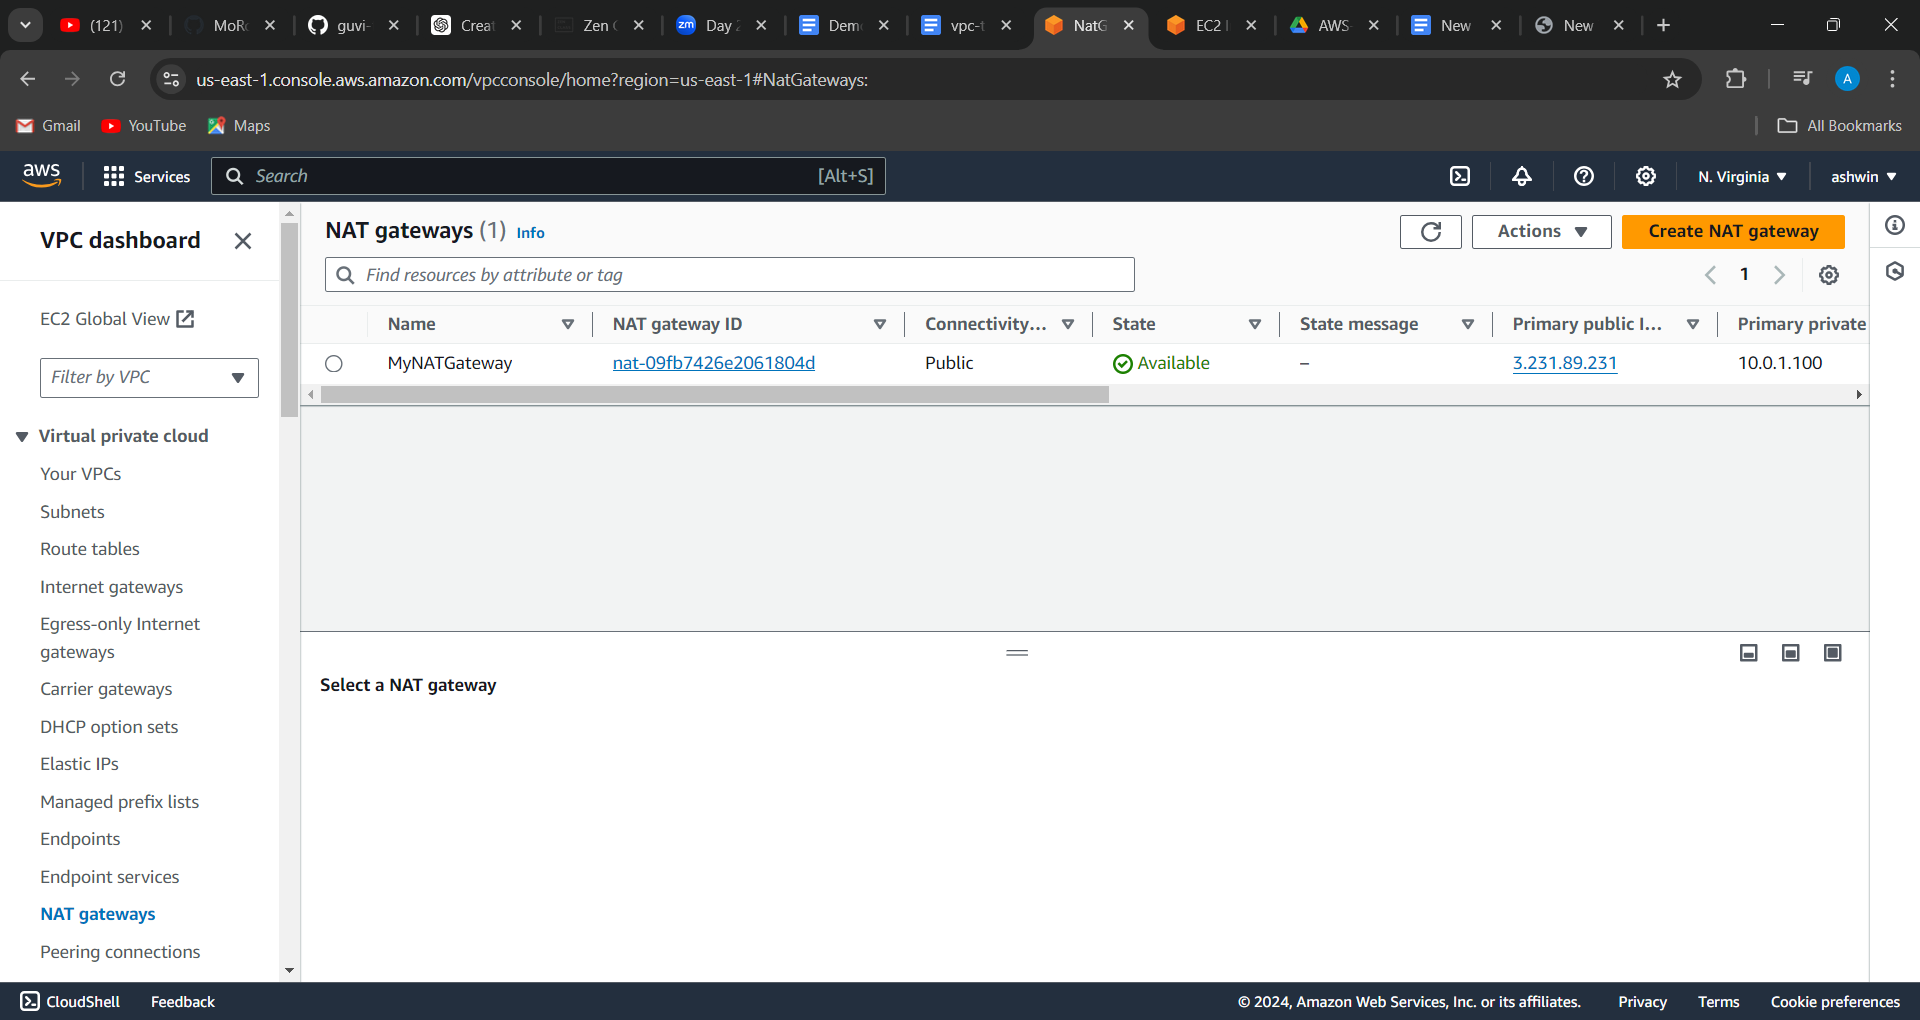 (121)
MoR
guvi-
Creat
Zen
zm Day
Dem
vpc-t
NatG
EC2 I
AWS
New
New
us-east-1.console.aws.amazon.com/vpcconsole/home?region=us-east-1#NatGateways:
A
Gmail
YouTube
Maps
All Bookmarks
aws
Services
Search
[Alt+S]
N. Virginia
ashwin
VPC dashboard
EC2 Global View
Filter by VPC
Virtual private cloud
Your VPCs
Subnets
Route tables
Internet gateways
Egress-only Internet
gateways
Carrier gateways
DHCP option sets
Elastic IPs
Managed prefix lists
Endpoints
Endpoint services
NAT gateways
Peering connections
NAT gateways (1) Info
Actions
Create NAT gateway
Find resources by attribute or tag
1
Name NAT gateway ID Connectivity... State State message Primary public I... Primary private
MyNATGateway nat-09fb7426e2061804d Public Available – 3.231.89.231 10.0.1.100
Select a NAT gateway
CloudShell
Feedback
© 2024, Amazon Web Services, Inc. or its affiliates.
Privacy
Terms
Cookie preferences